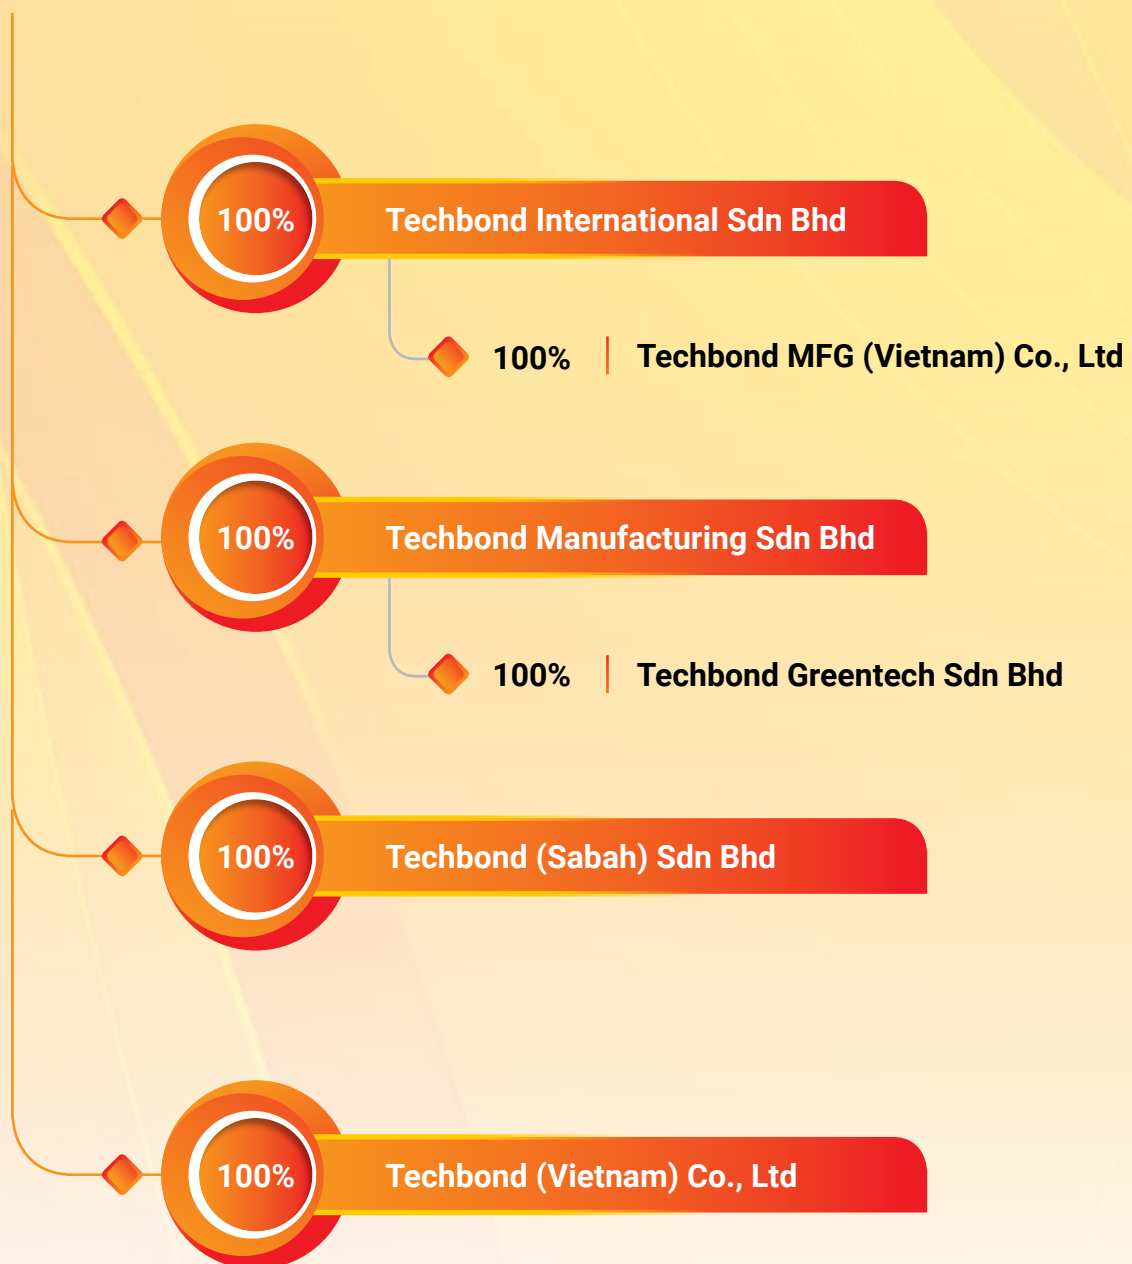 100% Techbond International Sdn Bhd
100% Techbond MFG (Vietnam) Co., Ltd
100% Techbond Manufacturing Sdn Bhd
100% Techbond Greentech Sdn Bhd
100% Techbond (Sabah) Sdn Bhd
100% Techbond (Vietnam) Co., Ltd